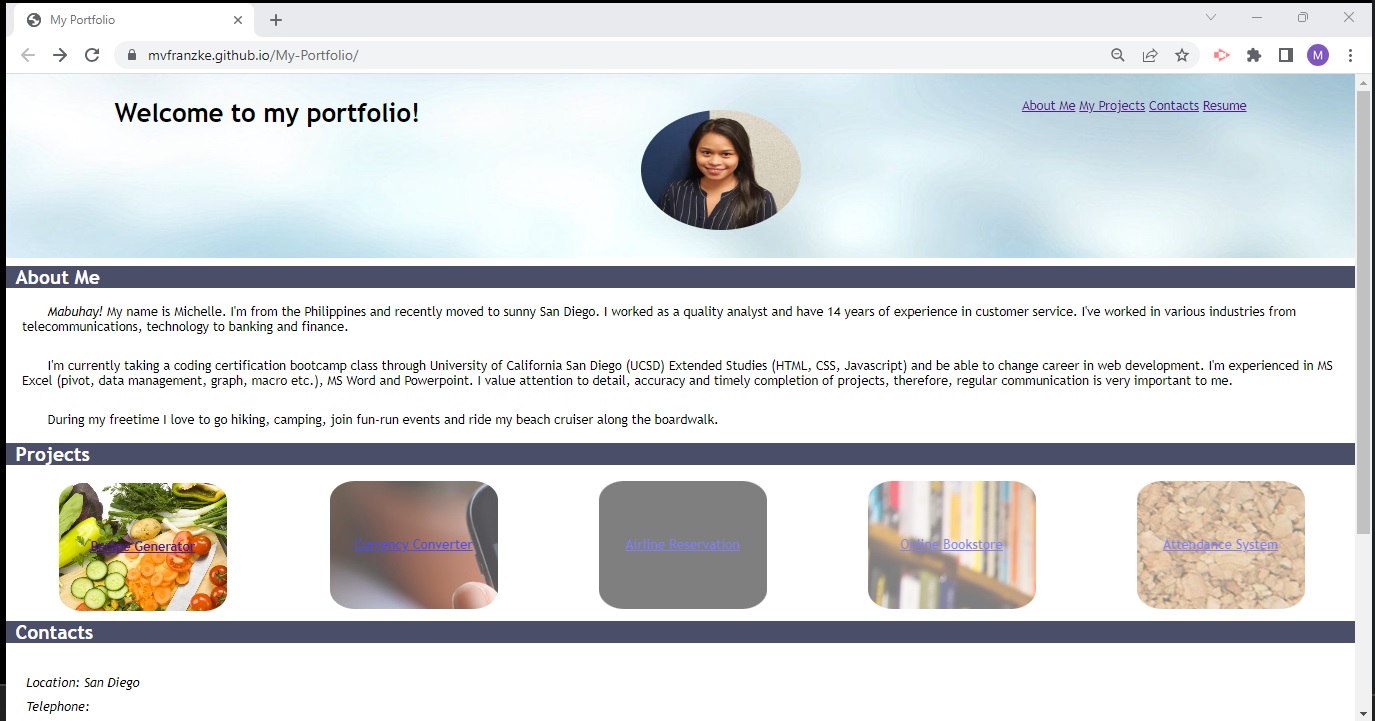 My Portfolio
mvfranzke.github.io/My-Portfolio/
M
Welcome to my portfolio!
About Me My Projects Contacts Resume
About Me
Mabuhay! My name is Michelle. I'm from the Philippines and recently moved to sunny San Diego. I worked as a quality analyst and have 14 years of experience in customer service. I've worked in various industries from
telecommunications, technology to banking and finance.
I'm currently taking a coding certification bootcamp class through University of California San Diego (UCSD) Extended Studies (HTML, CSS, Javascript) and be able to change career in web development. I'm experienced in MS
Excel (pivot, data management, graph, macro etc.), MS Word and Powerpoint. I value attention to detail, accuracy and timely completion of projects, therefore, regular communication is very important to me.
During my freetime I love to go hiking, camping, join fun-run events and ride my beach cruiser along the boardwalk.
Projects
Generator Currency Converter Airline Reservation Online Bookstore Attendance System
Contacts
Location: San Diego
Telephone: